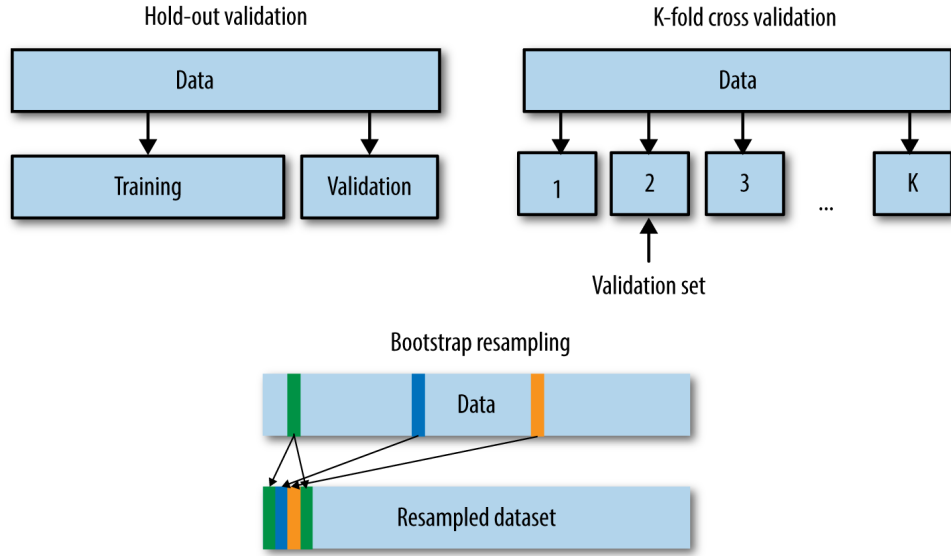 Hold-out validation
Data
Training
Validation
K-fold cross validation
Data
1
2
3
...
K
Validation set
Bootstrap resampling
Data
Resampled dataset